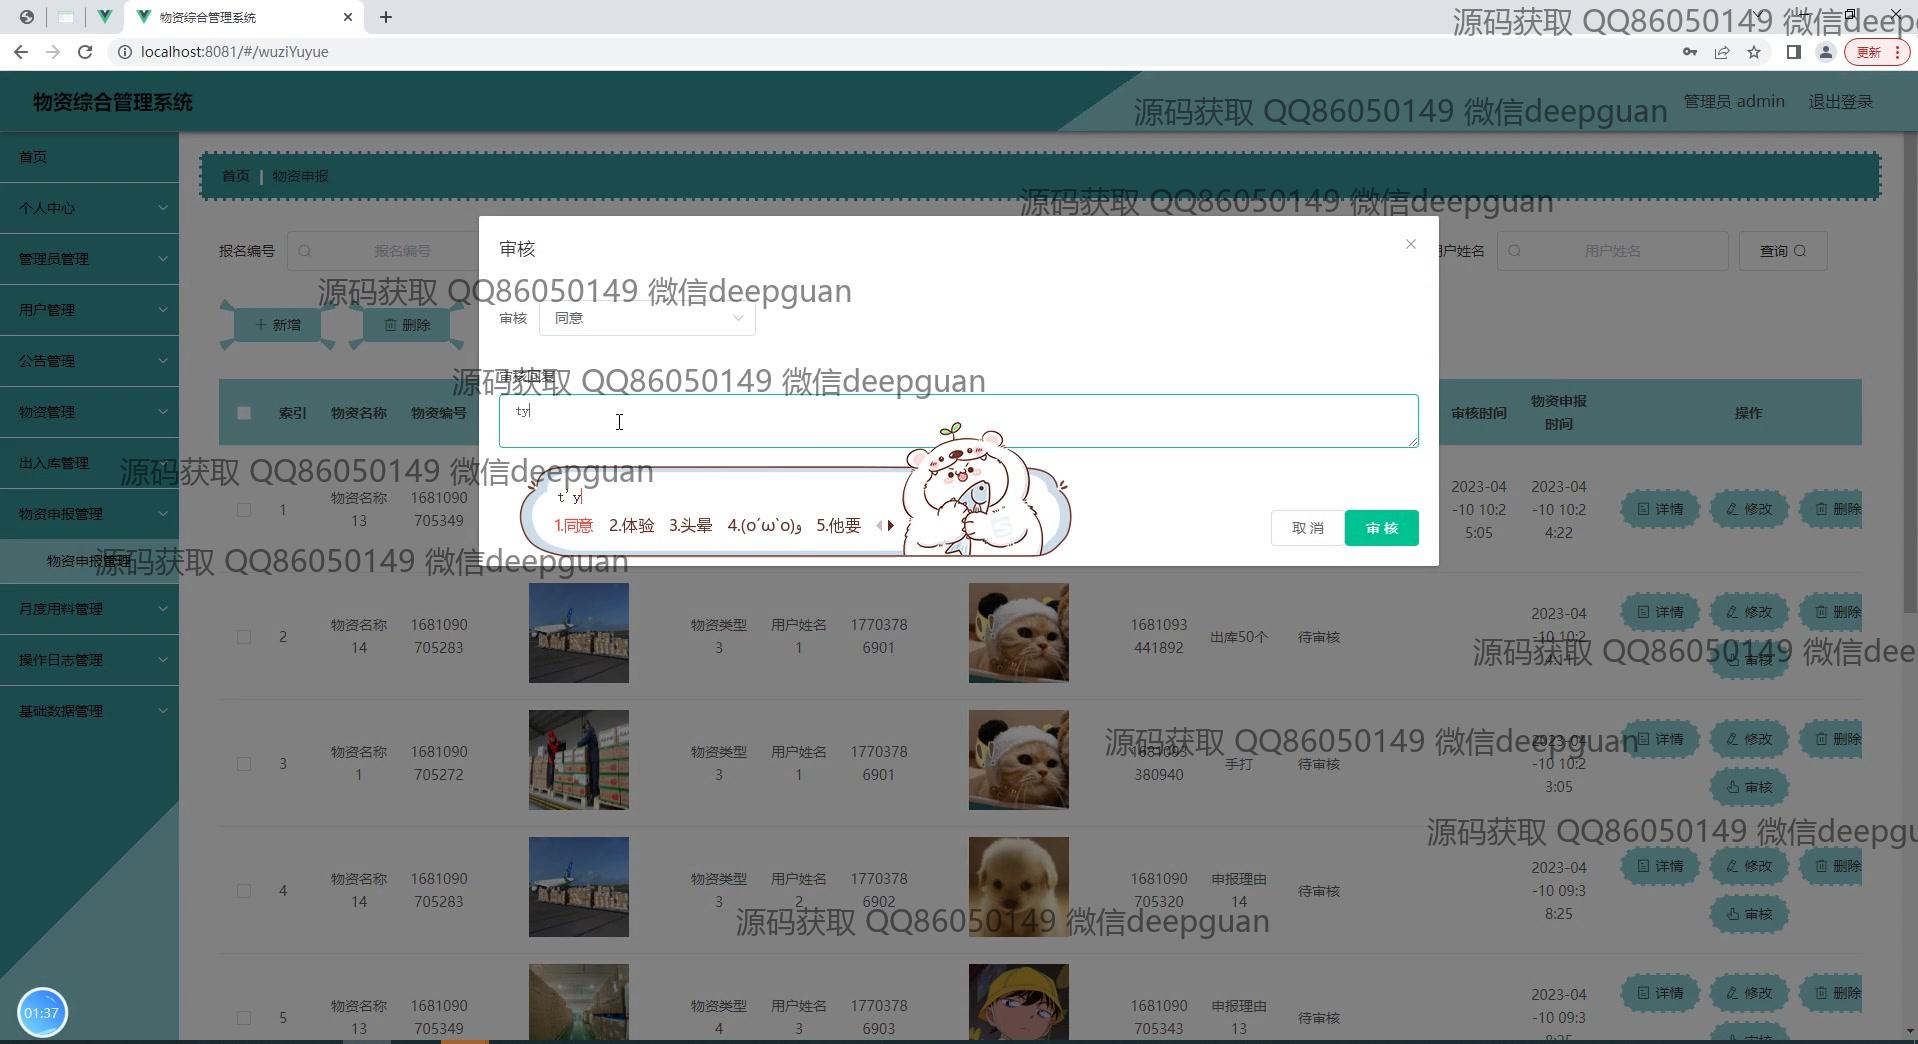 物资综合管理系统
localhost:8081/#/wuziYuyue
更新
源码获取 QQ86050149 微信deepg
物资综合管理系统
管理员 admin
退出登录
源码获取 QQ86050149 微信deepguan
首页
个人中心
管理员管理
用户管理
公告管理
物资管理
出入库管理
物资申报管理
物资申报管理
月度用料管理
操作日志管理
基础数据管理
首页 | 物资申报
源码获取 QQ86050149 微信deepguan
报名编号
报名编号
户姓名
用户姓名
查询
新增
删除
审核
源码获取 QQ86050149 微信deepguan
审核
同意
审核回复
源码获取 QQ86050149 微信deepguan
ty
t'y
1.同意 2.体验 3.头晕 4.(o´ω`o)و 5.他要
取 消
审 核
源码获取 QQ86050149 微信deepguan
源码获取 QQ86050149 微信deepguan
索引
物资名称
物资编号
审核时间
物资申报
时间
操作
1
物资名称
13
1681090
705349
2023-04
-10 10:2
5:05
2023-04
-10 10:2
4:22
详情
修改
删除
2
物资名称
14
1681090
705283
物资类型
3
用户姓名
1
1770378
6901
1681093
441892
出库50个
待审核
2023-04
-10 10:2
详情
修改
删除
审核
源码获取 QQ86050149 微信deep
3
物资名称
1
1681090
705272
物资类型
3
用户姓名
1
1770378
6901
1681093
380940
手打
待审核
2023-04
-10 10:2
3:05
详情
修改
删除
审核
源码获取 QQ86050149 微信deepguan
4
物资名称
14
1681090
705283
物资类型
3
用户姓名
2
1770378
6902
1681090
705320
申报理由
14
待审核
2023-04
-10 09:3
8:25
详情
修改
删除
审核
源码获取 QQ86050149 微信deepgu
源码获取 QQ86050149 微信deepguan
5
物资名称
13
1681090
705349
物资类型
4
用户姓名
3
1770378
6903
1681090
705343
申报理由
13
待审核
2023-04
-10 09:3
8:25
详情
修改
删除
审核
01:37